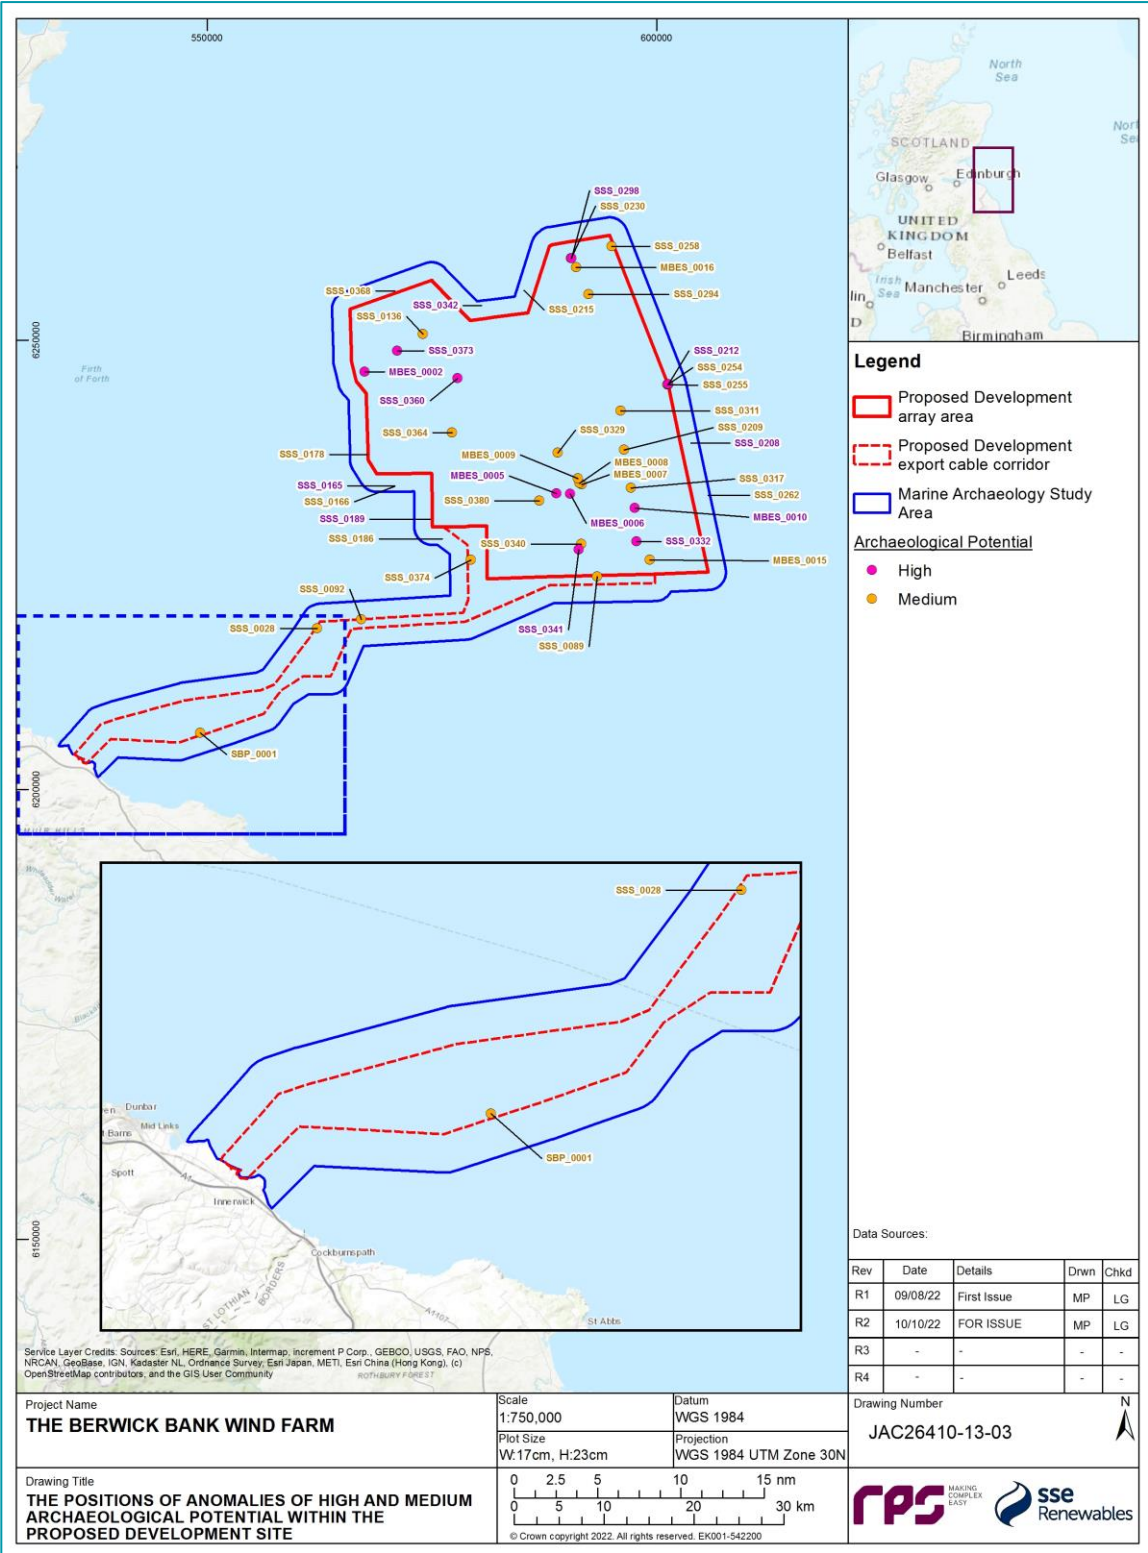 550000
600000
6250000
6200000
6150000
Firth
of Forth
SSS_0298
SSS_0230
SSS_0258
MBES_0016
SSS_0368
SSS_0342
SSS_0294
SSS_0215
SSS_0136
SSS_0373
SSS_0212
MBES_0002
SSS_0254
SSS_0255
SSS_0360
SSS_0311
SSS_0364
SSS_0329
SSS_0209
SSS_0208
SSS_0178
MBES_0009
MBES_0008
MBES_0005
MBES_0007
SSS_0165
SSS_0317
SSS_0166
SSS_0380
SSS_0262
SSS_0189
MBES_0006
MBES_0010
SSS_0186
SSS_0340
SSS_0332
SSS_0374
MBES_0015
SSS_0092
SSS_0028
SSS_0341
SSS_0089
SBP_0001
SSS_0028
SBP_0001
Dunbar
Mid Links
t Barns
Spott
A1
Innerwick
Cockburnspath
ST LOTHIAN
BORDERS
A1107
St Abbs
ROTHBURY FOREST
Service Layer Credits: Sources: Esri, HERE, Garmin, Intermap, increment P Corp., GEBCO, USGS, FAO, NPS,
NRCAN, GeoBase, IGN, Kadaster NL, Ordnance Survey, Esri Japan, METI, Esri China (Hong Kong), (c)
OpenStreetMap contributors, and the GIS User Community
North
Sea
SCOTLAND
Glasgow
Edinburgh
UNITED
KINGDOM
Belfast
Irish
Sea
Leeds
Manchester
Birmingham
Legend
Proposed Development
array area
Proposed Development
export cable corridor
Marine Archaeology Study
Area
Archaeological Potential
High
Medium
Data Sources:
Rev Date Details Drwn Chkd
R1 09/08/22 First Issue MP LG
R2 10/10/22 FOR ISSUE MP LG
R3 - - - -
R4 - - - -
Project Name
THE BERWICK BANK WIND FARM
Scale
1:750,000
Datum
WGS 1984
Plot Size
W:17cm, H:23cm
Projection
WGS 1984 UTM Zone 30N
Drawing Number
JAC26410-13-03
N
Drawing Title
THE POSITIONS OF ANOMALIES OF HIGH AND MEDIUM
ARCHAEOLOGICAL POTENTIAL WITHIN THE
PROPOSED DEVELOPMENT SITE
0 2.5 5 10 15 nm
0 5 10 20 30 km
© Crown copyright 2022. All rights reserved. EK001-542200
rps
MAKING
COMPLEX
EASY
sse
Renewables